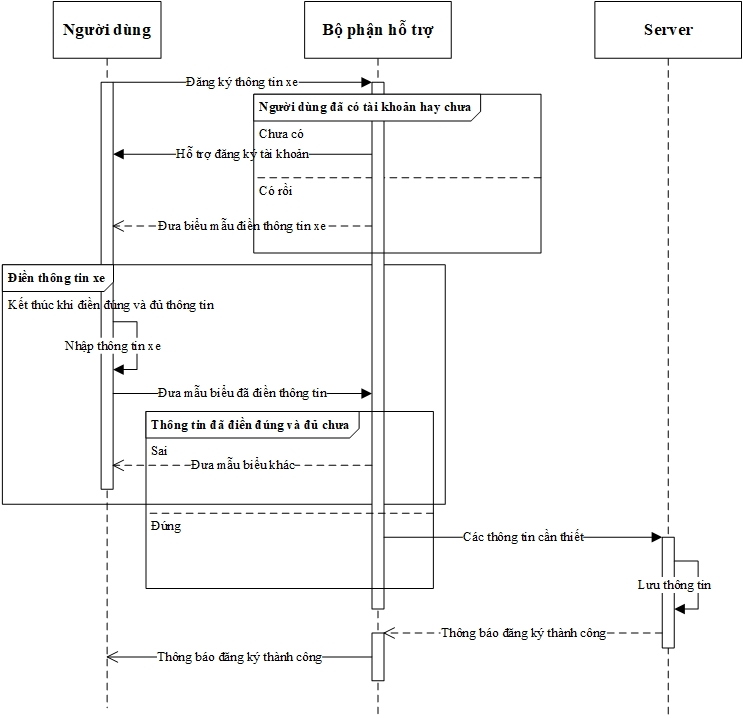 Người dùng
Bộ phận hỗ trợ
Server
Đăng ký thông tin xe
Người dùng đã có tài khoản hay chưa
Chưa có
Hỗ trợ đăng ký tài khoản
Có rồi
Đưa biểu mẫu điền thông tin xe
Điền thông tin xe
Kết thúc khi điền đúng và đủ thông tin
Nhập thông tin xe
Đưa mẫu biểu đã điền thông tin
Thông tin đã điền đúng và đủ chưa
Sai
Đưa mẫu biểu khác
Đúng
Các thông tin cần thiết
Lưu thông tin
Thông báo đăng ký thành công
Thông báo đăng ký thành công